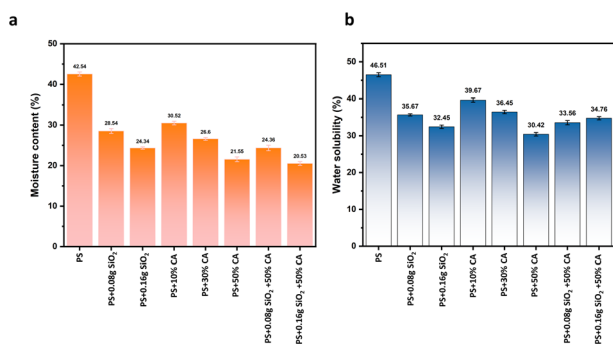 a
Moisture content (%)
50
40
30
20
10
0
42.54
28.54
24.34
30.52
26.6
21.55
24.36
20.53
PS
PS+0.08g SiO₂
PS+0.16g SiO₂
PS+10% CA
PS+30% CA
PS+50% CA
PS+0.08g SiO₂ +50% CA
PS+0.16g SiO₂ +50% CA
b
Water solubility (%)
50
40
30
20
10
0
46.51
35.67
32.45
39.67
36.45
30.42
33.56
34.76
PS
PS+0.08g SiO₂
PS+0.16g SiO₂
PS+10% CA
PS+30% CA
PS+50% CA
PS+0.08g SiO₂ +50% CA
PS+0.16g SiO₂ +50% CA